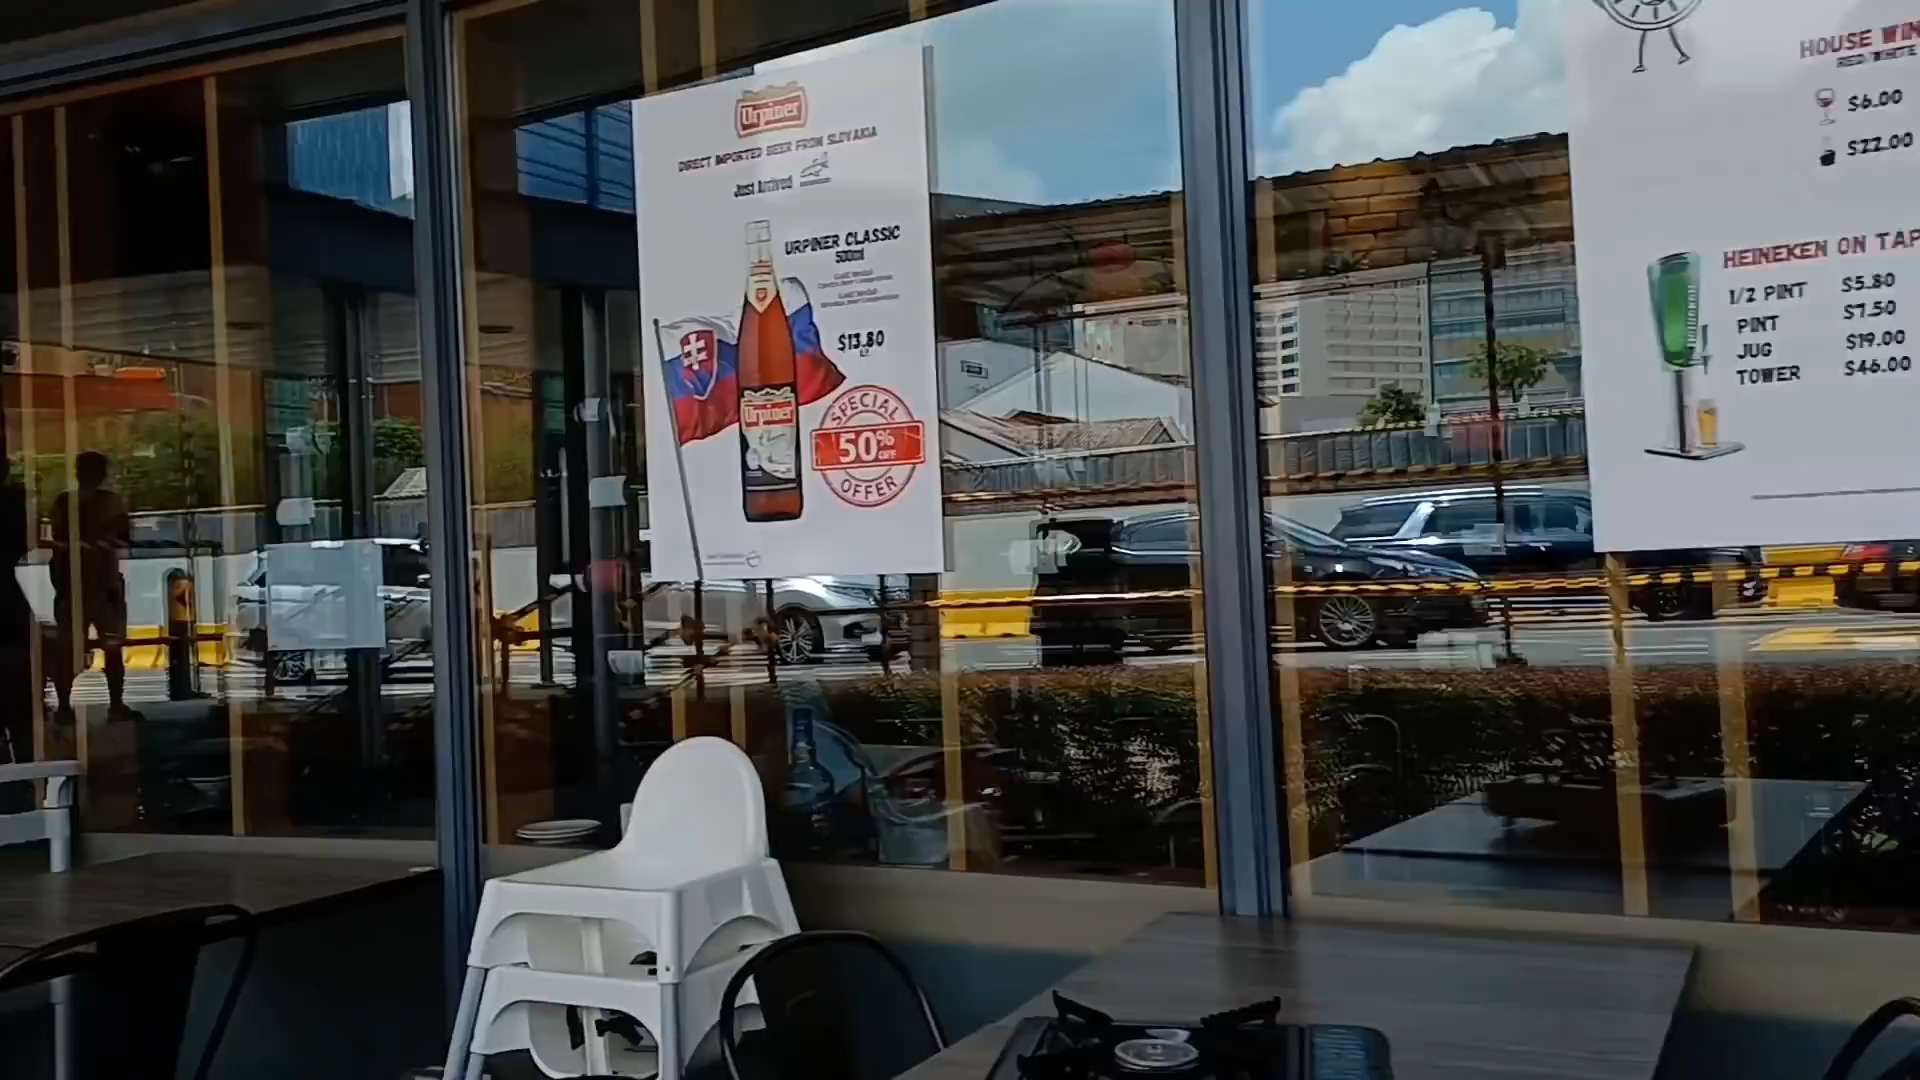 Urpiner
DIRECT IMPORTED BEER FROM SLOVAKIA
Just Arrived
URPINER CLASSIC
500ml
$13.80
Urpiner
SPECIAL
50% OFF
OFFER
HOUSE WIN
RED/WHITE
$6.00
$22.00
HEINEKEN ON TAP
1/2 PINT $5.80
PINT $7.50
JUG $19.00
TOWER $46.00